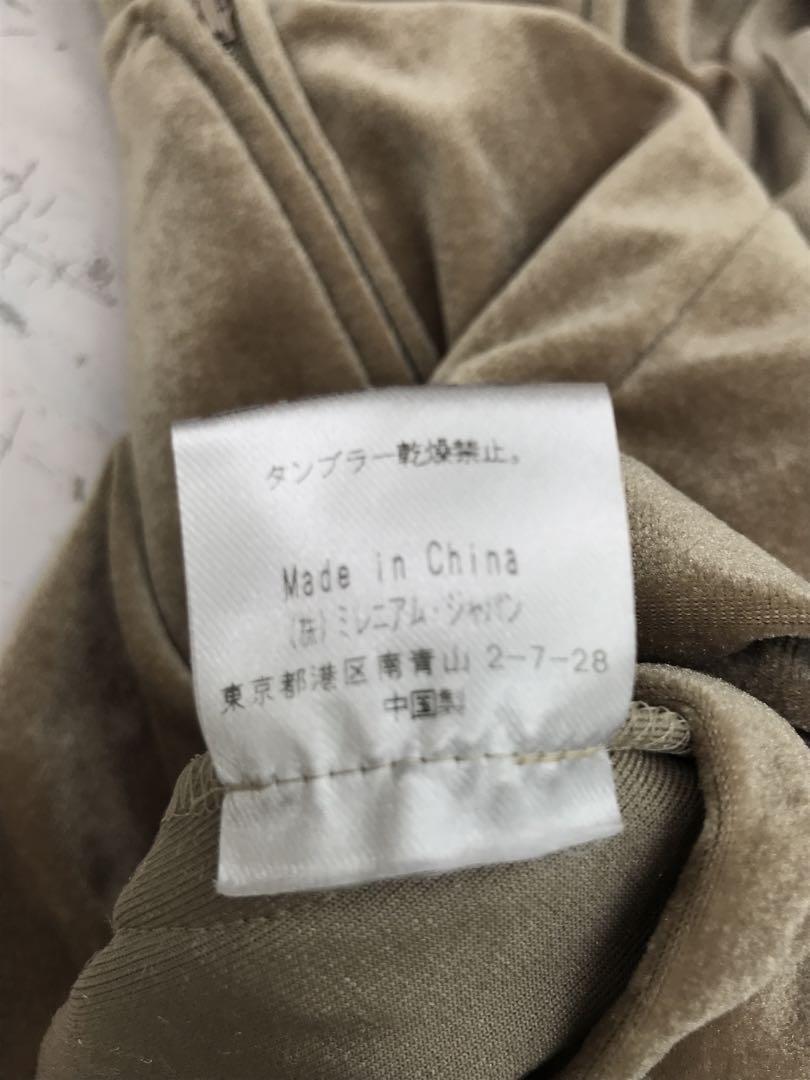 タンブラー乾燥禁止。
Made in China
(株)ミレニアム・ジャパン
東京都港区南青山 2-7-28
中国製